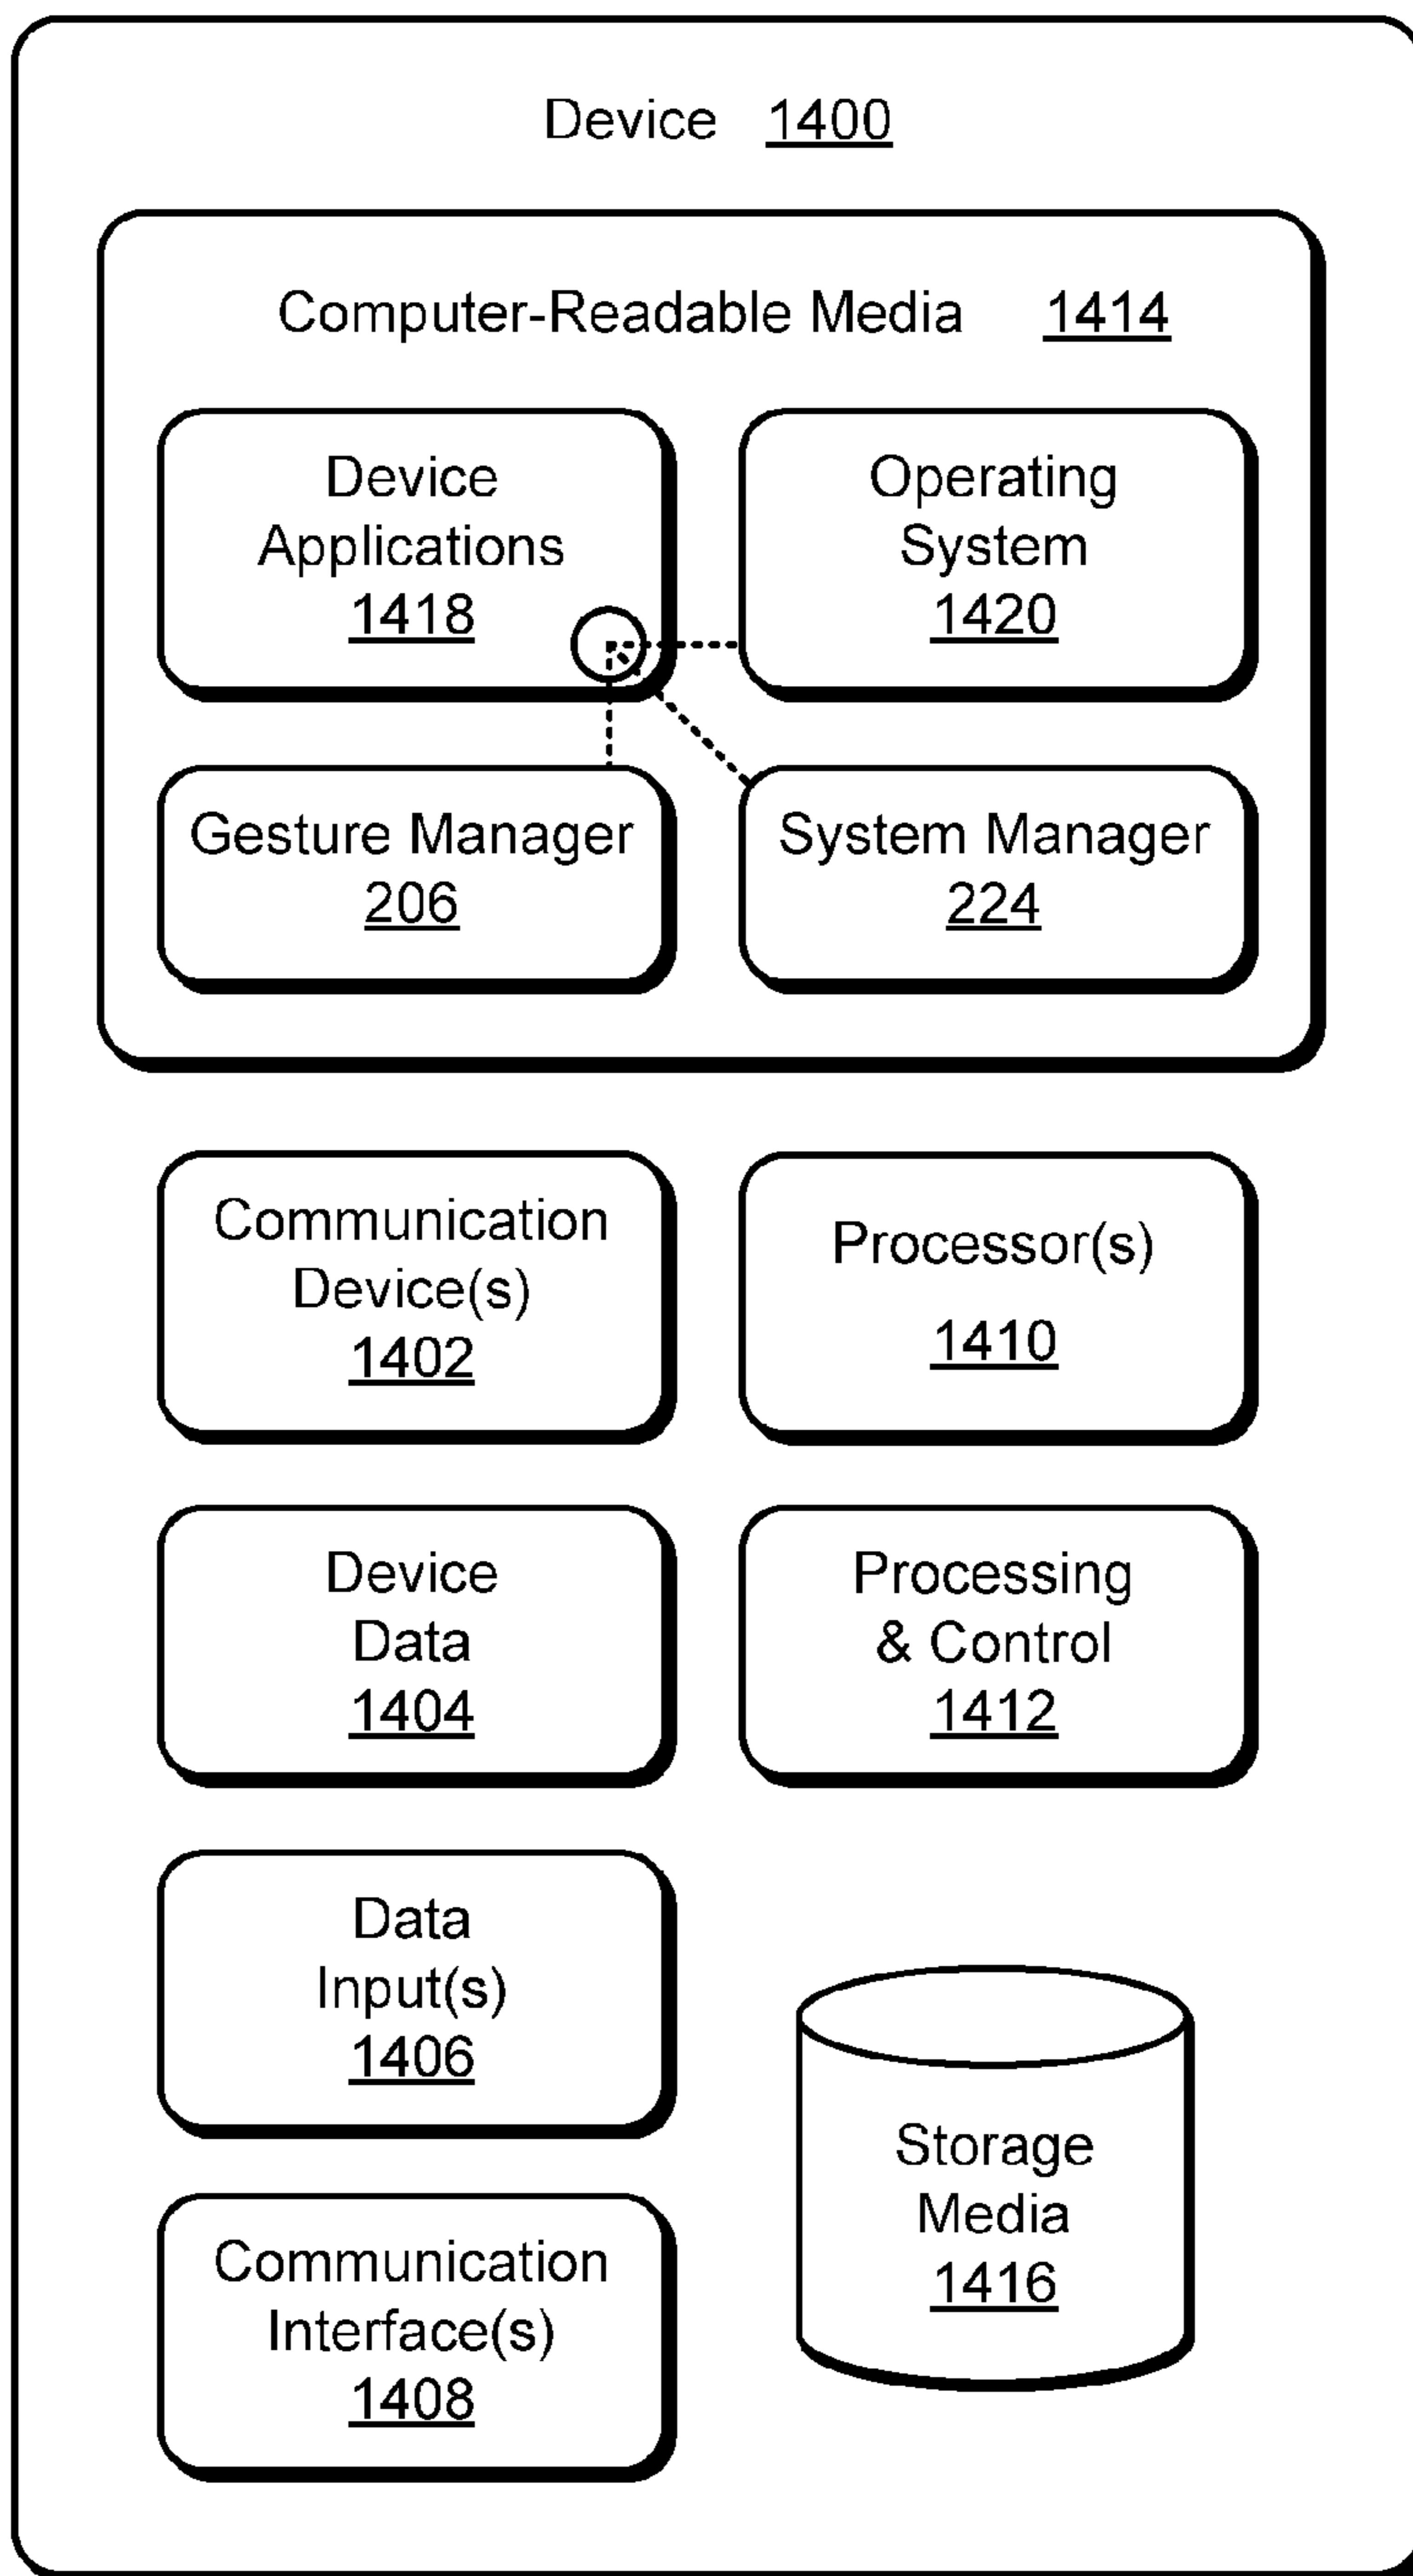 Device 1400
Computer-Readable Media 1414
Device
Applications
1418
Operating
System
1420
Gesture Manager
206
System Manager
224
Communication
Device(s)
1402
Processor(s)
1410
Device
Data
1404
Processing
& Control
1412
Data
Input(s)
1406
Storage
Media
1416
Communication
Interface(s)
1408